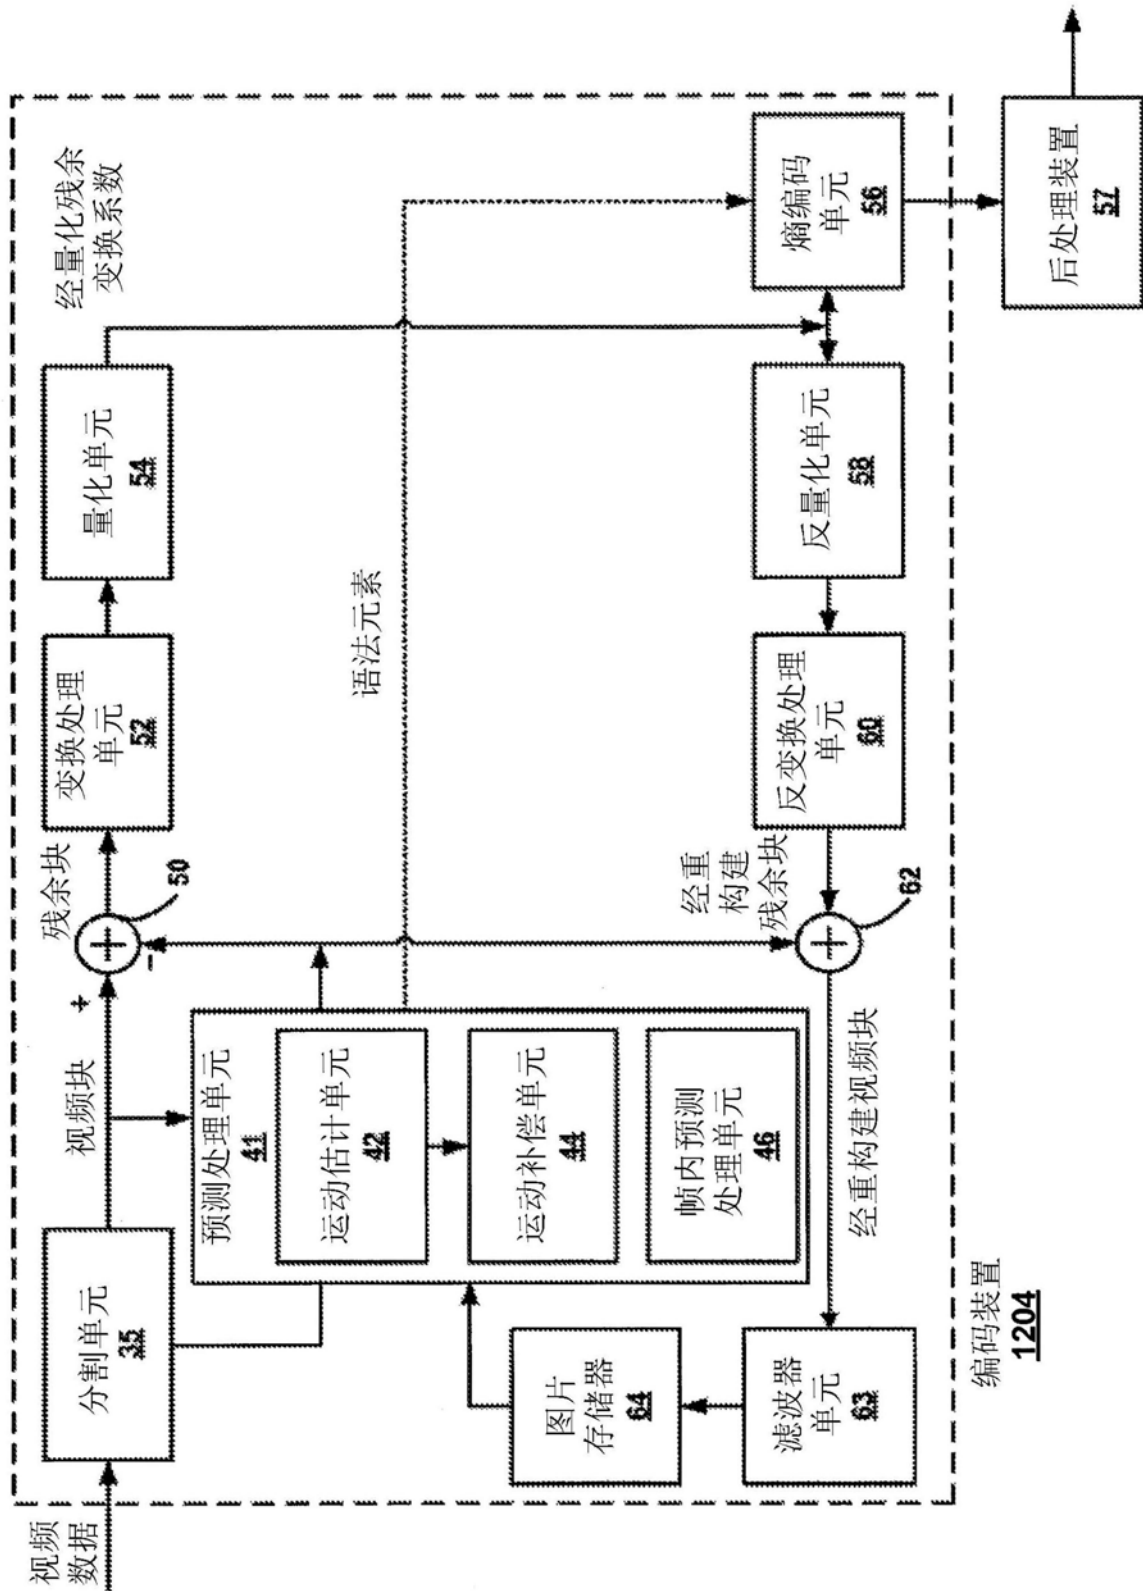 视频
数据
分割单元
35
视频块
+
-
残余块
50
变换处理
单元
52
量化单元
54
经量化残余
变换系数
预测处理单元
41
运动估计单元
42
运动补偿单元
44
帧内预测
处理单元
46
语法元素
图片
存储器
64
滤波器
单元
63
经重构建视频块
62
经重
构建
残余块
反变换处理
单元
60
反量化单元
58
熵编码
单元
56
后处理装置
57
编码装置
1204